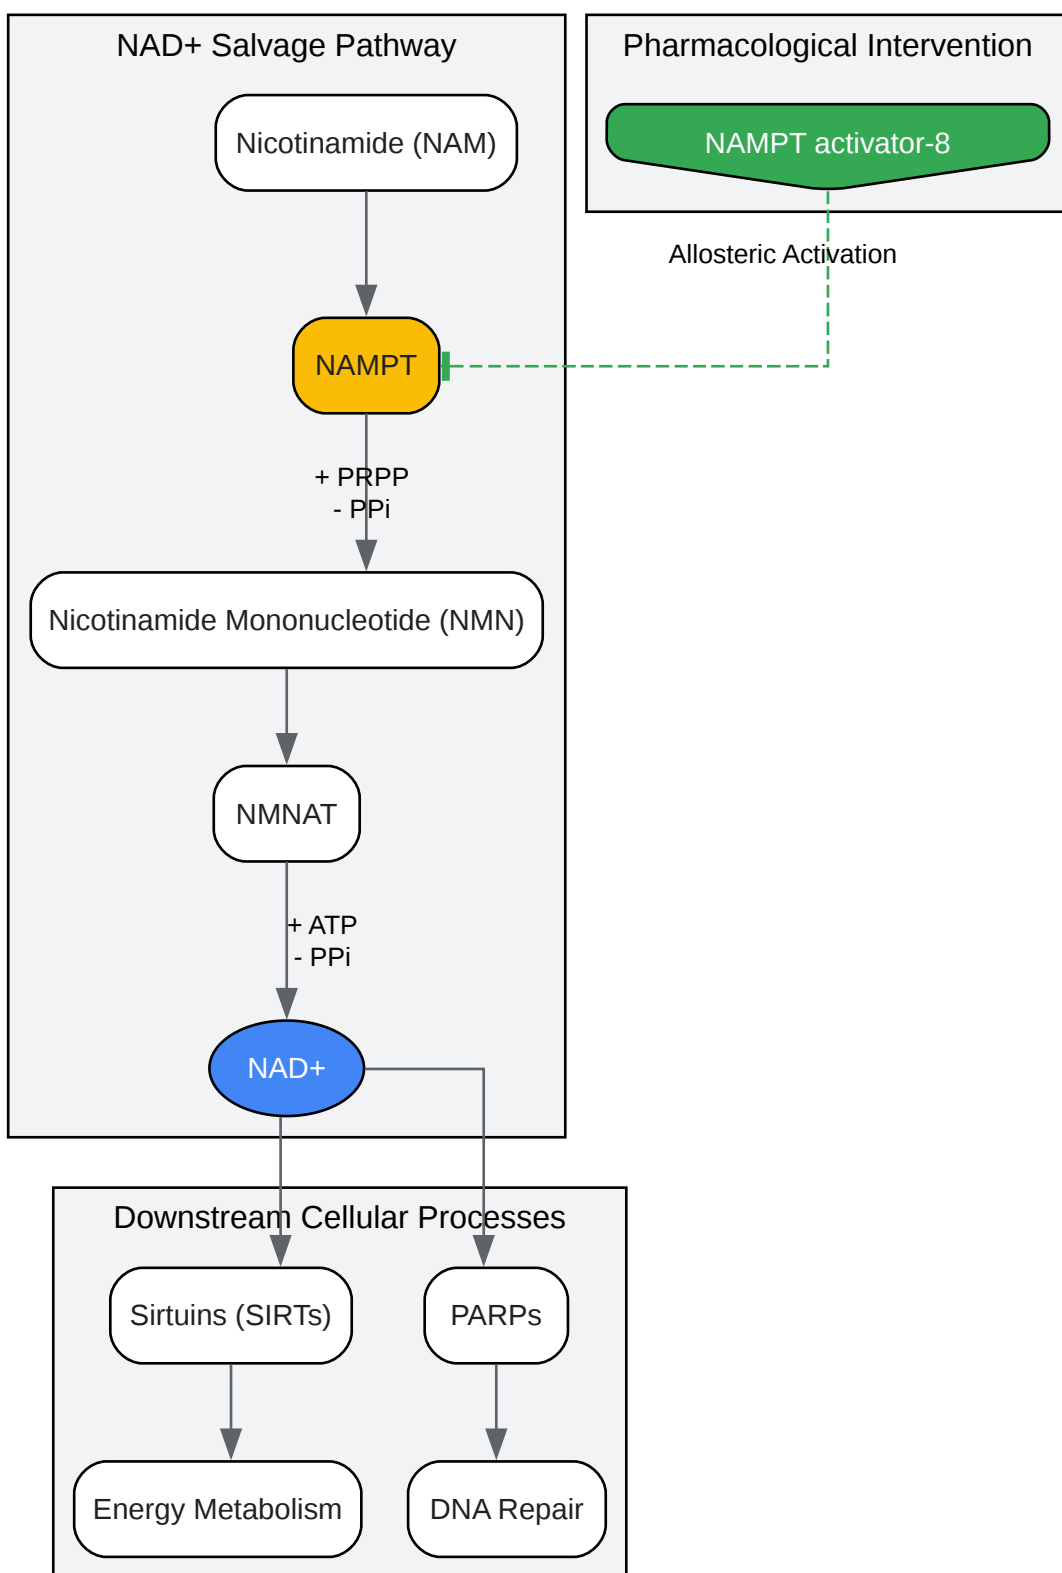 NAD+ Salvage Pathway
Pharmacological Intervention
Nicotinamide (NAM)
NAMPT activator-8
Allosteric Activation
NAMPT
+ PRPP
- PPi
Nicotinamide Mononucleotide (NMN)
NMNAT
+ ATP
- PPi
NAD+
Downstream Cellular Processes
Sirtuins (SIRTs)
PARPs
Energy Metabolism
DNA Repair